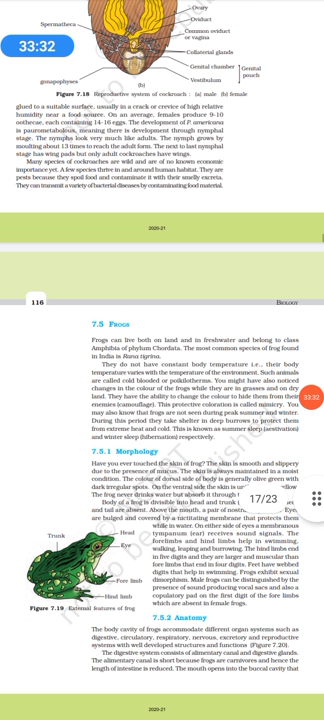 Ovary
Oviduct
Spermatheca
Common oviduct
or vagina
33:32
Collaterial glands
Genital chamber
Genital
pouch
Vestibulum
gonapophyses
(b)
Figure 7.18 Reproductive system of cockroach : (a) male (b) female
glued to a suitable surface, usually in a crack or crevice of high relative
humidity near a food source. On an average, females produce 9-10
oothecae, each containing 14-16 eggs. The development of P. americana
is paurometabolous, meaning there is development through nymphal
stage. The nymphs look very much like adults. The nymph grows by
moulting about 13 times to reach the adult form. The next to last nymphal
stage has wing pads but only adult cockroaches have wings.
Many species of cockroaches are wild and are of no known economic
importance yet. A few species thrive in and around human habitat. They are
pests because they spoil food and contaminate it with their smelly excreta.
They can transmit a variety of bacterial diseases by contaminating food material.
2020-21
116
BIOLOGY
7.5 FROGS
Frogs can live both on land and in freshwater and belong to class
Amphibia of phylum Chordata. The most common species of frog found
in India is Rana tigrina.
They do not have constant body temperature i.e., their body
temperature varies with the temperature of the environment. Such animals
are called cold blooded or poikilotherms. You might have also noticed
changes in the colour of the frogs while they are in grasses and on dry
land. They have the ability to change the colour to hide them from their
enemies (camouflage). This protective coloration is called mimicry. You
may also know that frogs are not seen during peak summer and winter.
During this period they take shelter in deep burrows to protect them
from extreme heat and cold. This is known as summer sleep (aestivation)
and winter sleep (hibernation) respectively.
33:32
7.5.1 Morphology
Have you ever touched the skin of frog? The skin is smooth and slippery
due to the presence of mucus. The skin is always maintained in a moist
condition. The colour of dorsal side of body is generally olive green with
dark irregular spots. On the ventral side the skin is
The frog never drinks water but absorb it through
Body of a frog is divisible into head and trunk
and tail are absent. Above the mouth, a pair of
17/23
are bulged and covered by a nictitating membrane that protects them
while in water. On either side of eyes a membranous
tympanum (ear) receives sound signals. The
forelimbs and hind limbs help in swimming,
walking, leaping and burrowing. The hind limbs end
in five digits and they are larger and muscular than
fore limbs that end in four digits. Feet have webbed
digits that help in swimming. Frogs exhibit sexual
dimorphism. Male frogs can be distinguished by the
presence of sound producing vocal sacs and also a
copulatory pad on the first digit of the fore limbs
which are absent in female frogs.
Trunk
Head
Eye
Fore limb
Hind limb
Figure 7.19 External features of frog
7.5.2 Anatomy
The body cavity of frogs accommodate different organ systems such as
digestive, circulatory, respiratory, nervous, excretory and reproductive
systems with well developed structures and functions (Figure 7.20).
The digestive system consists of alimentary canal and digestive glands.
The alimentary canal is short because frogs are carnivores and hence the
length of intestine is reduced. The mouth opens into the buccal cavity that
2020-21